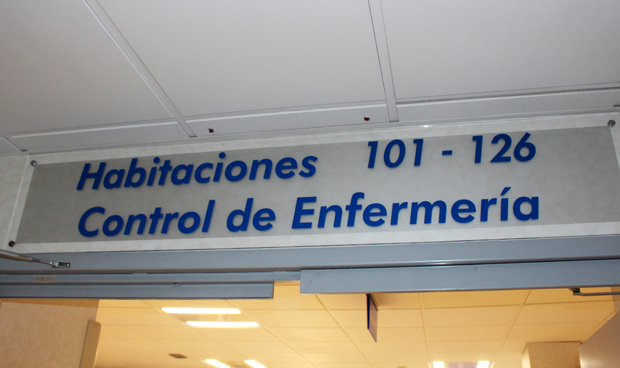 Habitaciones 101 - 126
Control de Enfermería